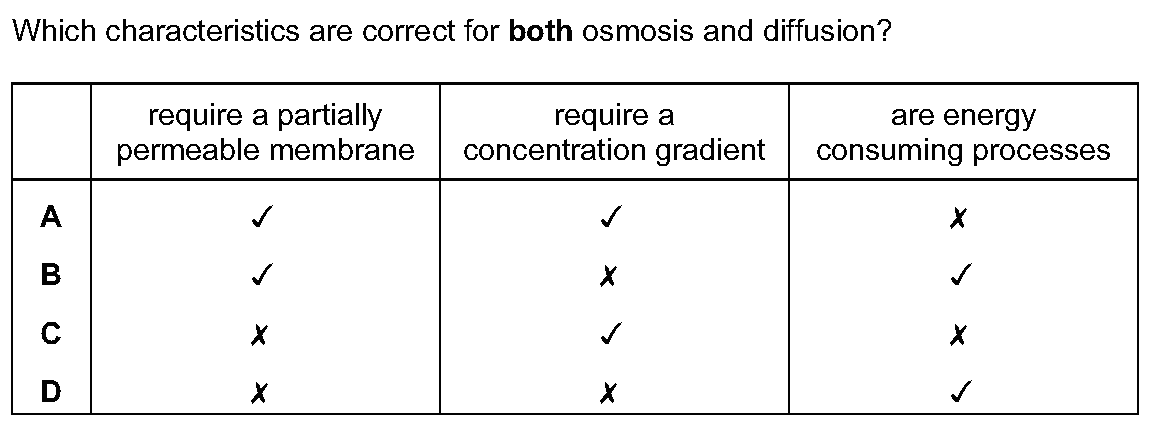 Which characteristics are correct for both osmosis and diffusion?
require a partially permeable membrane
require a concentration gradient
are energy consuming processes
A ✓ ✓ ✗
B ✓ ✗ ✓
C ✗ ✓ ✗
D ✗ ✗ ✓